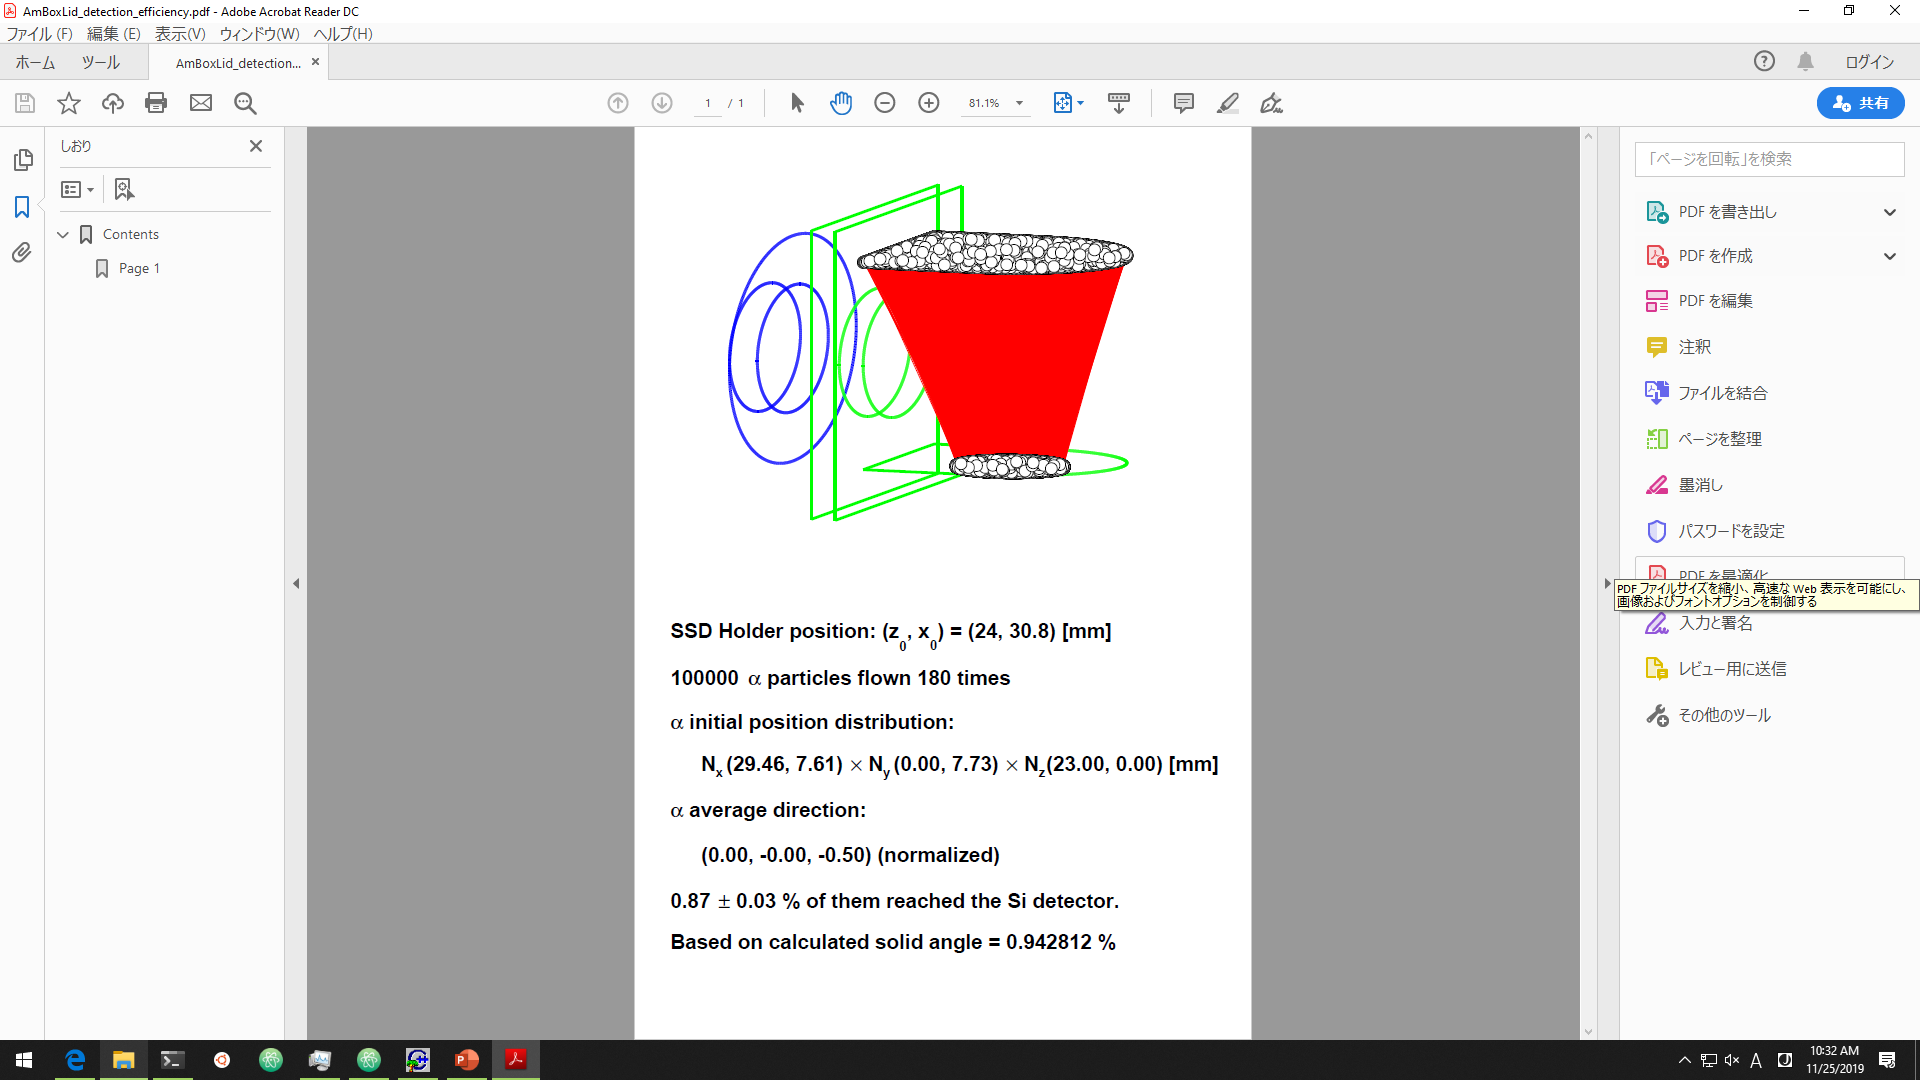 AmBoxLid_detection_efficiency.pdf - Adobe Acrobat Reader DC
ファイル (F) 編集 (E) 表示(V) ウィンドウ(W) ヘルプ(H)
ホーム ツール AmBoxLid_detection... × ログイン
1 / 1 81.1% 共有
しおり
Contents
Page 1
SSD Holder position: (z0, x0) = (24, 30.8) [mm]
100000 α particles flown 180 times
α initial position distribution:
Nx (29.46, 7.61) × Ny (0.00, 7.73) × Nz(23.00, 0.00) [mm]
α average direction:
(0.00, -0.00, -0.50) (normalized)
0.87 ± 0.03 % of them reached the Si detector.
Based on calculated solid angle = 0.942812 %
「ページを回転」を検索
PDF を書き出し
PDF を作成
PDF を編集
注釈
ファイルを結合
ページを整理
墨消し
パスワードを設定
PDF を最適化
PDF ファイルサイズを縮小、高速な Web 表示を可能にし、
画像およびフォントオプションを制御する
入力と署名
レビュー用に送信
その他のツール
A
10:32 AM
11/25/2019